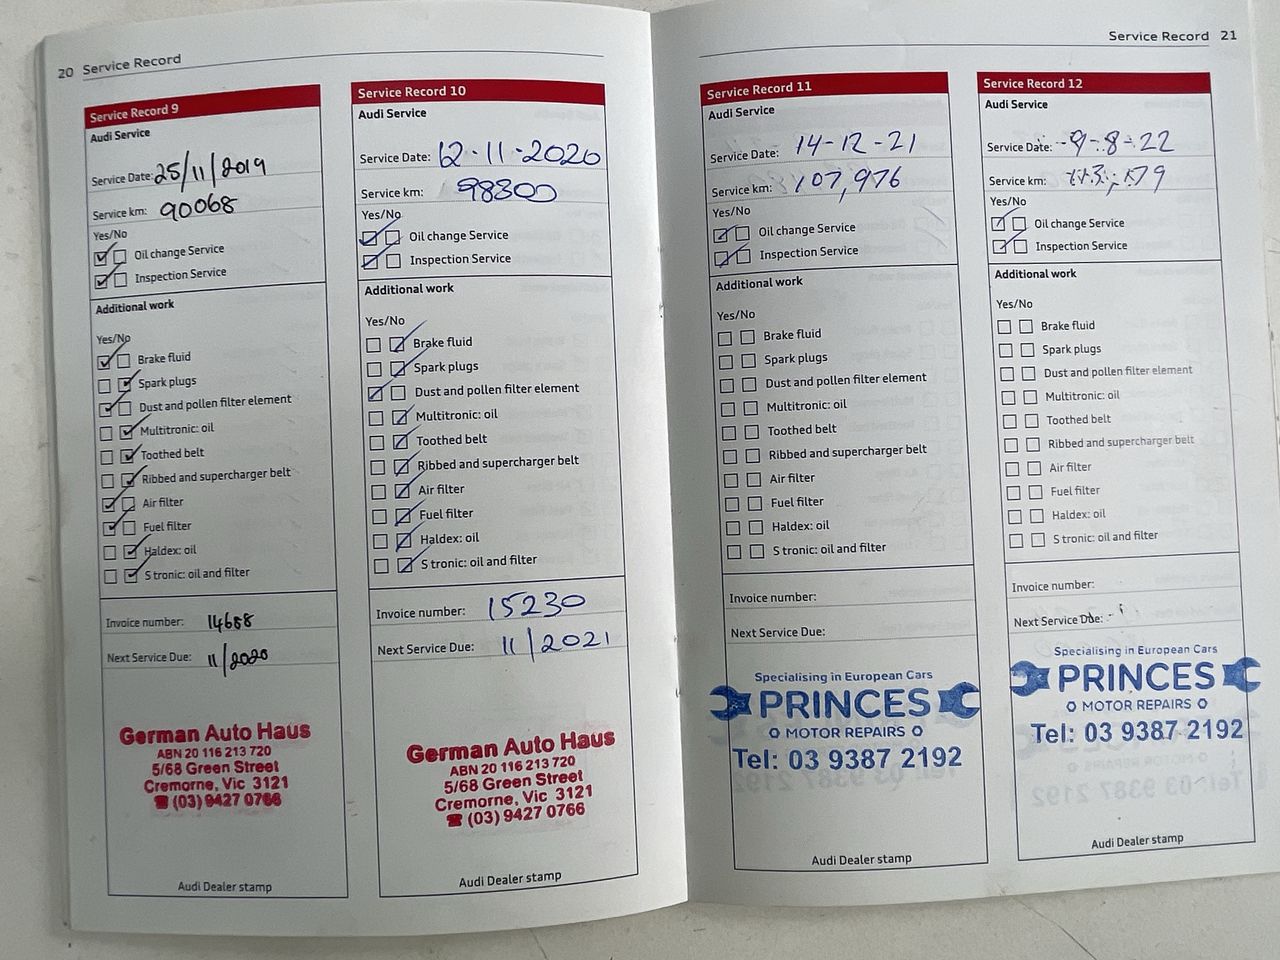 20 Service Record
Service Record 9
Audi Service
Service Date: 25/11/2019
Service km: 90068
Yes/No
Oil change Service
Inspection Service
Additional work
Yes/No
Brake fluid
Spark plugs
Dust and pollen filter element
Multitronic: oil
Toothed belt
Ribbed and supercharger belt
Air filter
Fuel filter
Haldex: oil
S tronic: oil and filter
Invoice number: 14688
Next Service Due: 11/2020
German Auto Haus
ABN 20 116 213 720
5/68 Green Street
Cremorne, Vic 3121
☎ (03) 9427 0766
Audi Dealer stamp
Service Record 10
Audi Service
Service Date: 12-11-2020
Service km: 98300
Yes/No
Oil change Service
Inspection Service
Additional work
Yes/No
Brake fluid
Spark plugs
Dust and pollen filter element
Multitronic: oil
Toothed belt
Ribbed and supercharger belt
Air filter
Fuel filter
Haldex: oil
S tronic: oil and filter
Invoice number: 15230
Next Service Due: 11/2021
German Auto Haus
ABN 20 116 213 720
5/68 Green Street
Cremorne, Vic 3121
☎ (03) 9427 0766
Audi Dealer stamp
Service Record 21
Service Record 11
Audi Service
Service Date: 14-12-21
Service km: 107,976
Yes/No
Oil change Service
Inspection Service
Additional work
Yes/No
Brake fluid
Spark plugs
Dust and pollen filter element
Multitronic: oil
Toothed belt
Ribbed and supercharger belt
Air filter
Fuel filter
Haldex: oil
S tronic: oil and filter
Invoice number:
Next Service Due:
Specialising in European Cars
PRINCES
MOTOR REPAIRS
Tel: 03 9387 2192
Audi Dealer stamp
Service Record 12
Audi Service
Service Date: 9-8-22
Service km:
Yes/No
Oil change Service
Inspection Service
Additional work
Yes/No
Brake fluid
Spark plugs
Dust and pollen filter element
Multitronic: oil
Toothed belt
Ribbed and supercharger belt
Air filter
Fuel filter
Haldex: oil
S tronic: oil and filter
Invoice number:
Next Service Due:
Specialising in European Cars
PRINCES
MOTOR REPAIRS
Tel: 03 9387 2192
Audi Dealer stamp